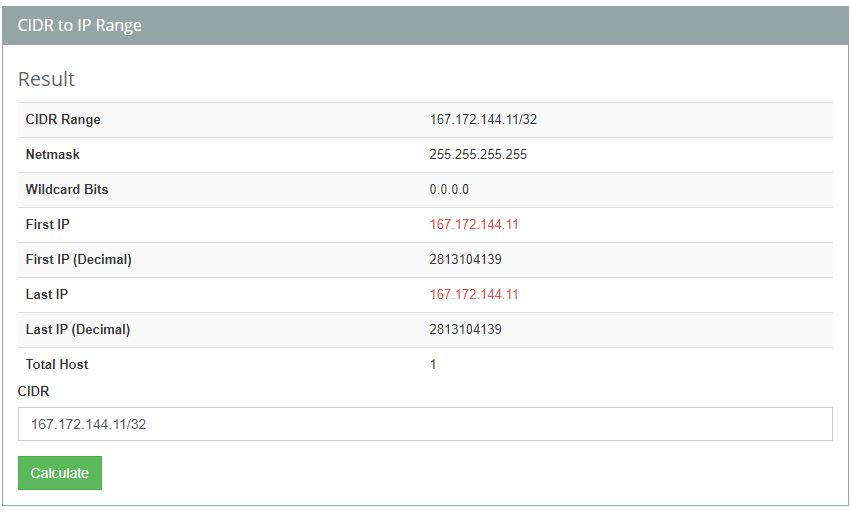 CIDR to IP Range
Result
CIDR Range 167.172.144.11/32
Netmask 255.255.255.255
Wildcard Bits 0.0.0.0
First IP 167.172.144.11
First IP (Decimal) 2813104139
Last IP 167.172.144.11
Last IP (Decimal) 2813104139
Total Host 1
CIDR
167.172.144.11/32
Calculate